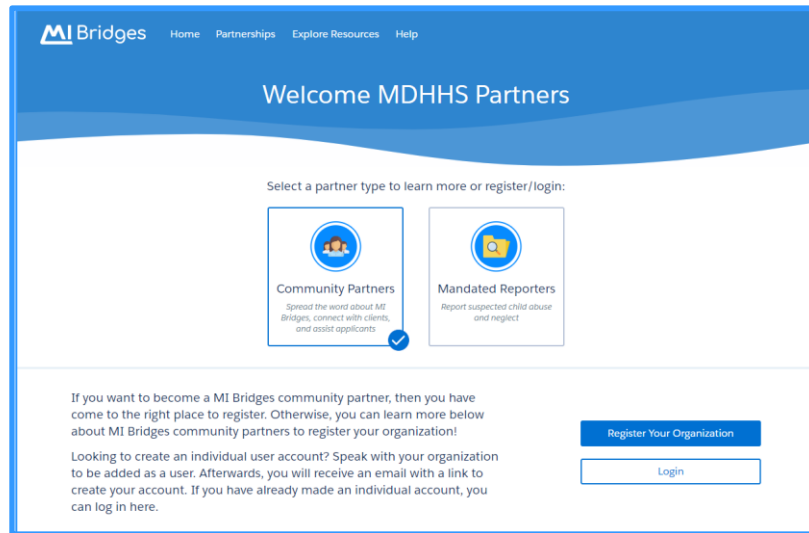 MI Bridges Home Partnerships Explore Resources Help
Welcome MDHHS Partners
Select a partner type to learn more or register/login:
Community Partners
Spread the word about MI
Bridges, connect with clients,
and assist applicants
Mandated Reporters
Report suspected child abuse
and neglect
If you want to become a MI Bridges community partner, then you have
come to the right place to register. Otherwise, you can learn more below
about MI Bridges community partners to register your organization!
Looking to create an individual user account? Speak with your organization
to be added as a user. Afterwards, you will receive an email with a link to
create your account. If you have already made an individual account, you
can log in here.
Register Your Organization
Login